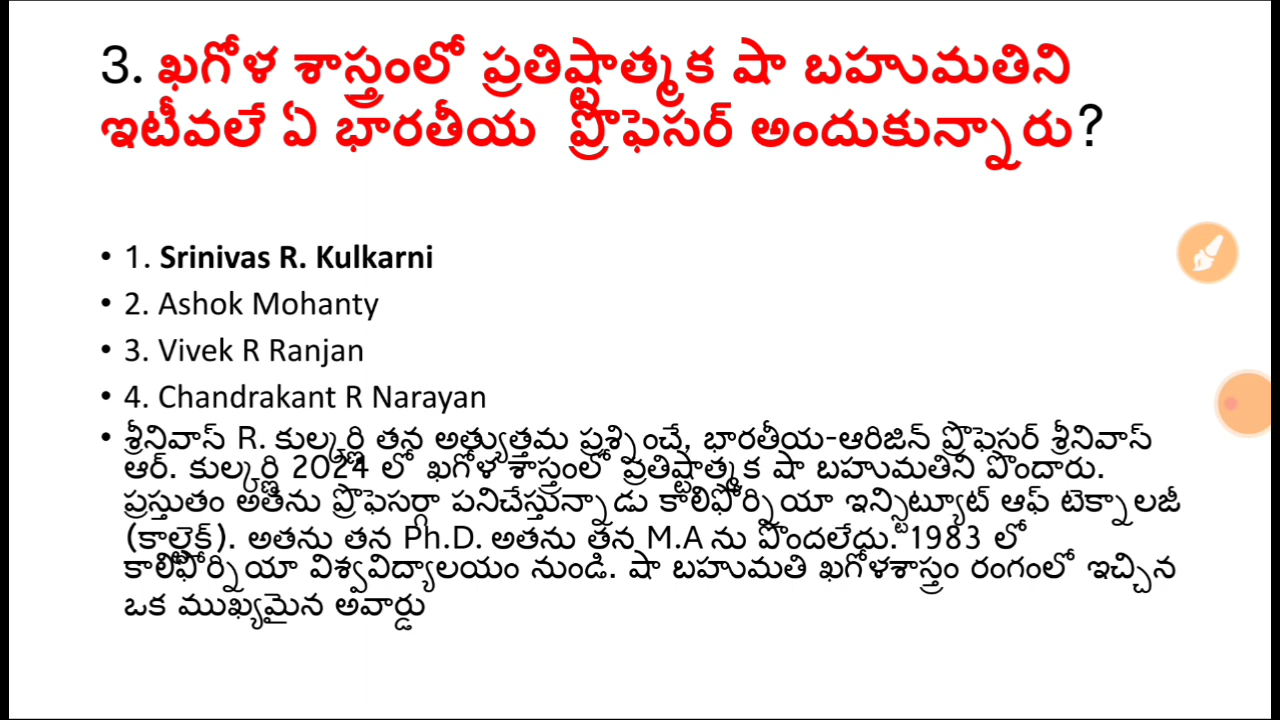 3. ఖగోళ శాస్త్రంలో ప్రతిష్టాత్మక షా బహుమతిని
ఇటీవలే ఏ భారతీయ ప్రొఫెసర్ అందుకున్నారు?
• 1. Srinivas R. Kulkarni
• 2. Ashok Mohanty
• 3. Vivek R Ranjan
• 4. Chandrakant R Narayan
• శ్రీనివాస్ R. కుల్కర్ణి తన అత్యుత్తమ ప్రశ్నించే, భారతీయ-ఆరిజిన్ ప్రొఫెసర్ శ్రీనివాస్
ఆర్. కుల్కర్ణి 2024 లో ఖగోళ శాస్త్రంలో ప్రతిష్టాత్మక షా బహుమతిని పొందారు.
ప్రస్తుతం అతను ప్రొఫెసర్గా పనిచేస్తున్నాడు కాలిఫోర్నియా ఇన్స్టిట్యూట్ ఆఫ్ టెక్నాలజీ
(కాల్టెక్). అతను తన Ph.D. అతను తన M.A ను పొందలేదు. 1983 లో
కాలిఫోర్నియా విశ్వవిద్యాలయం నుండి. షా బహుమతి ఖగోళశాస్త్రం రంగంలో ఇచ్చిన
ఒక ముఖ్యమైన అవార్డు